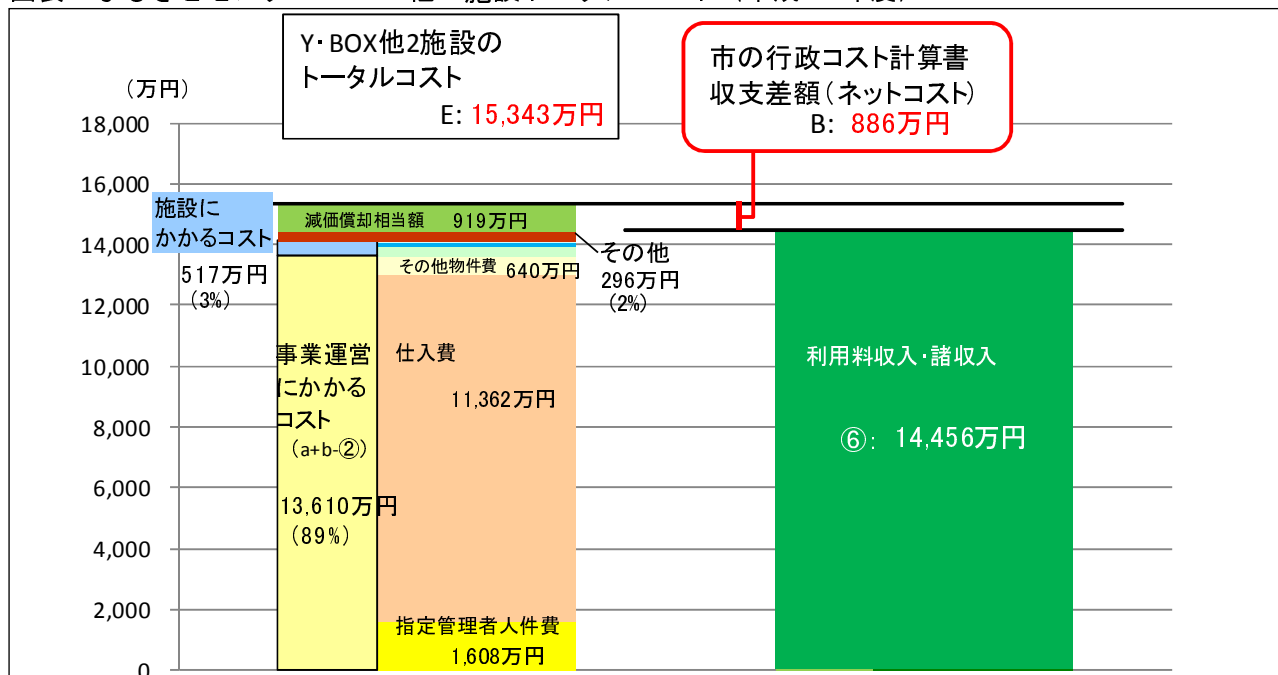 Y・BOX他2施設の
トータルコスト
E: 15,343万円
市の行政コスト計算書
収支差額(ネットコスト)
B: 886万円
(万円)
18,000
16,000
14,000
12,000
10,000
8,000
6,000
4,000
2,000
0
施設に
かかるコスト
517万円
(3%)
減価償却相当額 919万円
その他
296万円
(2%)
その他物件費 640万円
事業運営
にかかる
コスト
(a+b-②)
13,610万円
(89%)
仕入費
11,362万円
指定管理者人件費
1,608万円
利用料収入・諸収入
⑥: 14,456万円